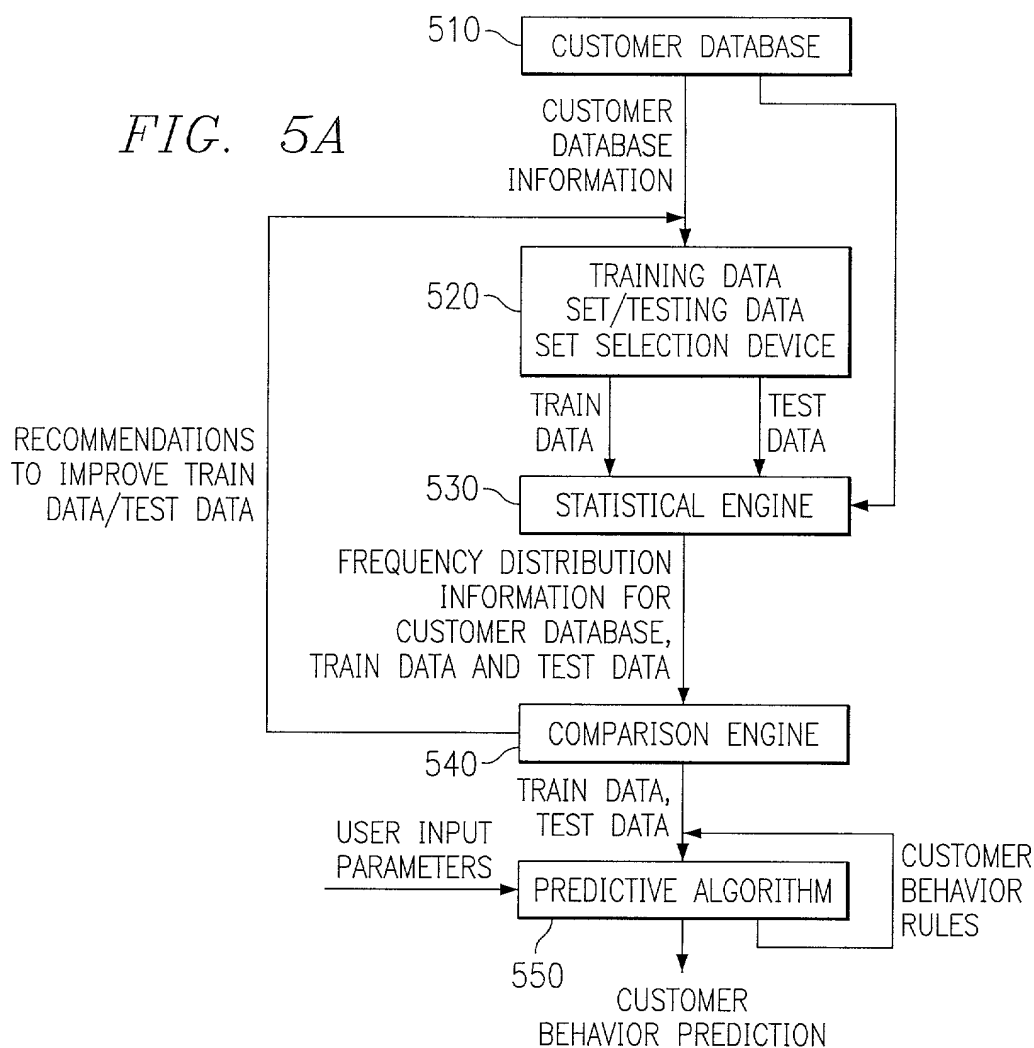 510
CUSTOMER DATABASE
FIG. 5A
CUSTOMER
DATABASE
INFORMATION
520
TRAINING DATA
SET/TESTING DATA
SET SELECTION DEVICE
TRAIN
DATA
TEST
DATA
RECOMMENDATIONS
TO IMPROVE TRAIN
DATA/TEST DATA
530
STATISTICAL ENGINE
FREQUENCY DISTRIBUTION
INFORMATION FOR
CUSTOMER DATABASE,
TRAIN DATA AND TEST DATA
COMPARISON ENGINE
540
TRAIN DATA,
TEST DATA
USER INPUT
PARAMETERS
CUSTOMER
BEHAVIOR
RULES
PREDICTIVE ALGORITHM
550
CUSTOMER
BEHAVIOR PREDICTION